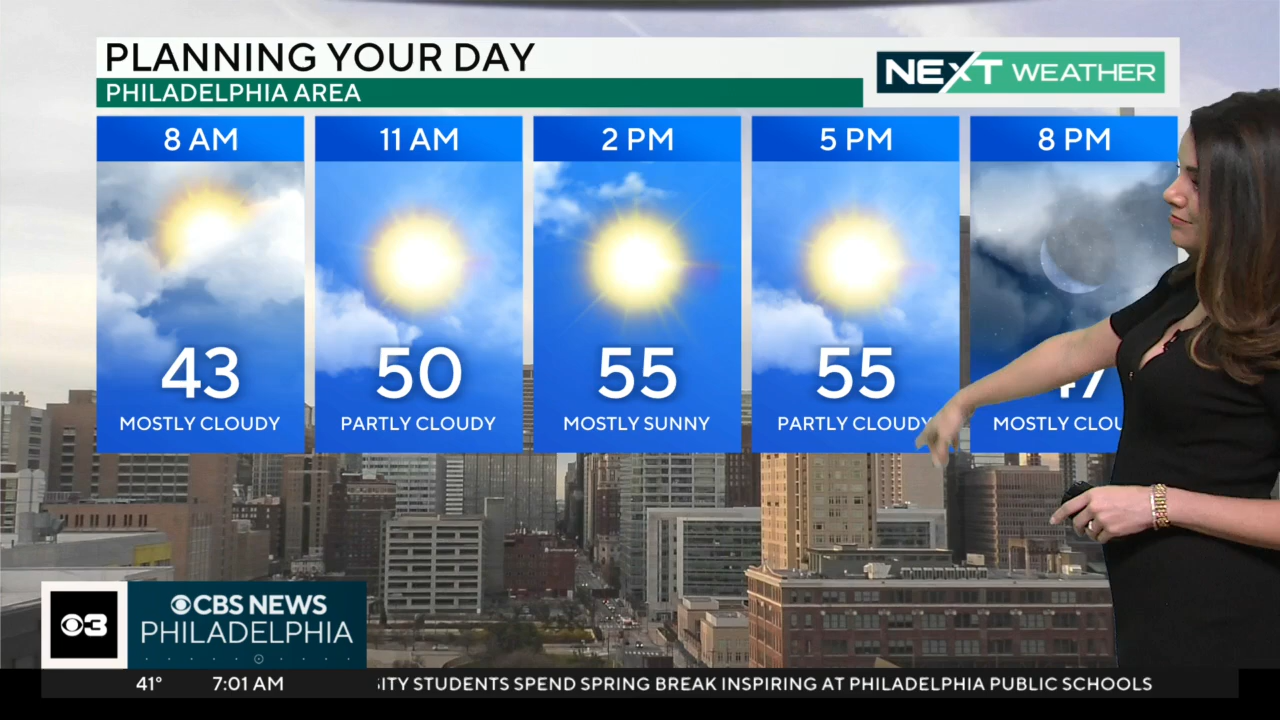 PLANNING YOUR DAY
PHILADELPHIA AREA
NEXT WEATHER
8 AM
11 AM
2 PM
5 PM
8 PM
43
50
55
55
MOSTLY CLOUDY
PARTLY CLOUDY
MOSTLY SUNNY
PARTLY CLOUDY
MOSTLY
3
CBS NEWS
PHILADELPHIA
41° 7:01 AM
STUDENTS SPEND SPRING BREAK INSPIRING AT PHILADELPHIA PUBLIC SCHOOLS